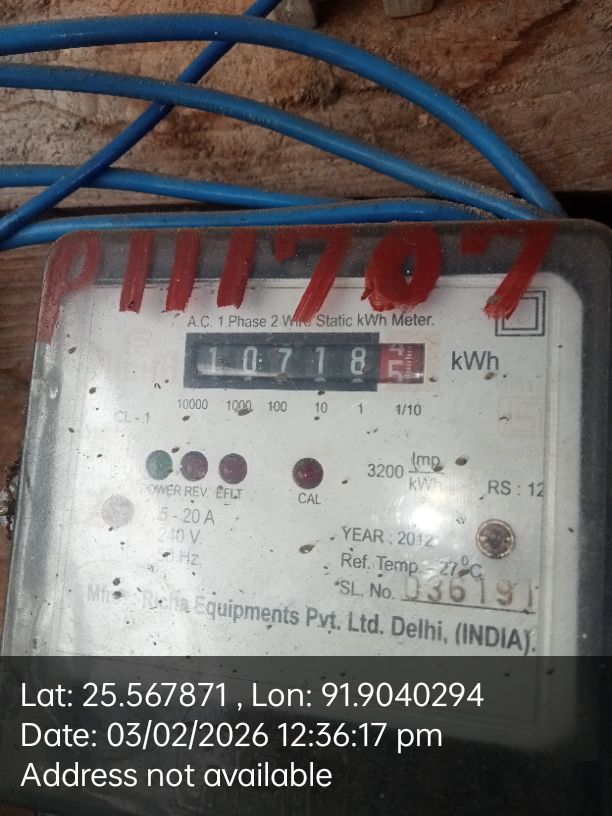 0111707
A.C. 1 Phase 2 Wire Static kWh Meter.
10718 kWh
10000 1000 100 10 1 1/10
CL - 1
POWER REV. EFLT CAL
3200 Imp/kWh
RS : 12
5 - 20 A
240 V
Hz.
YEAR : 2012
Ref. Temp. 27°C
SL. No. 036191
Equipments Pvt. Ltd. Delhi, (INDIA).
Lat: 25.567871 , Lon: 91.9040294
Date: 03/02/2026 12:36:17 pm
Address not available